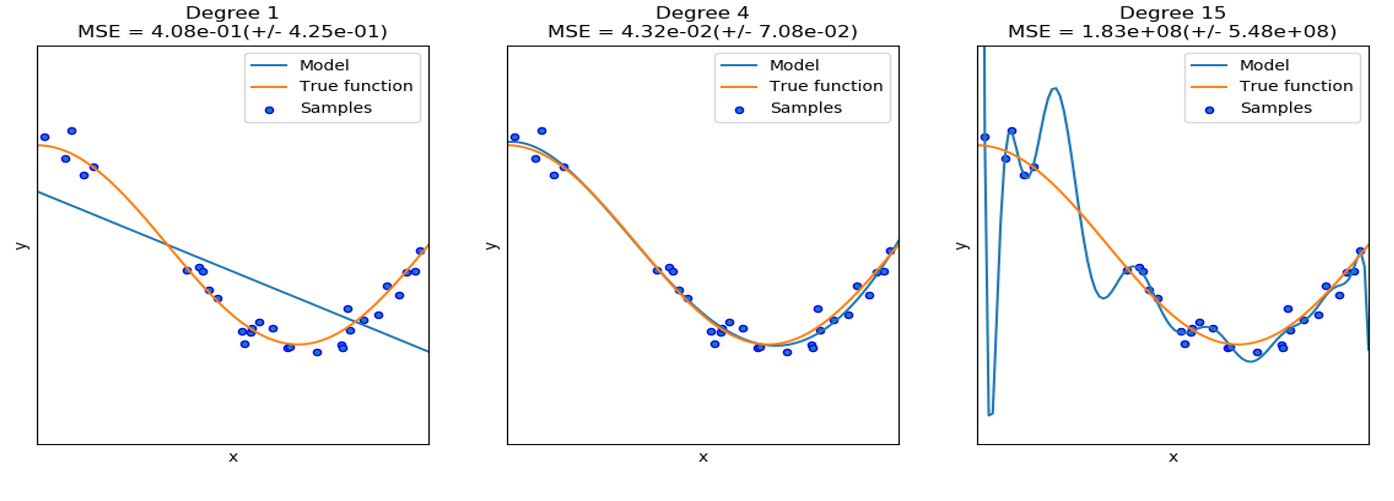 Degree 1
MSE = 4.08e-01(+/- 4.25e-01)
Model
True function
Samples
y
x
Degree 4
MSE = 4.32e-02(+/- 7.08e-02)
Model
True function
Samples
y
x
Degree 15
MSE = 1.83e+08(+/- 5.48e+08)
Model
True function
Samples
y
x